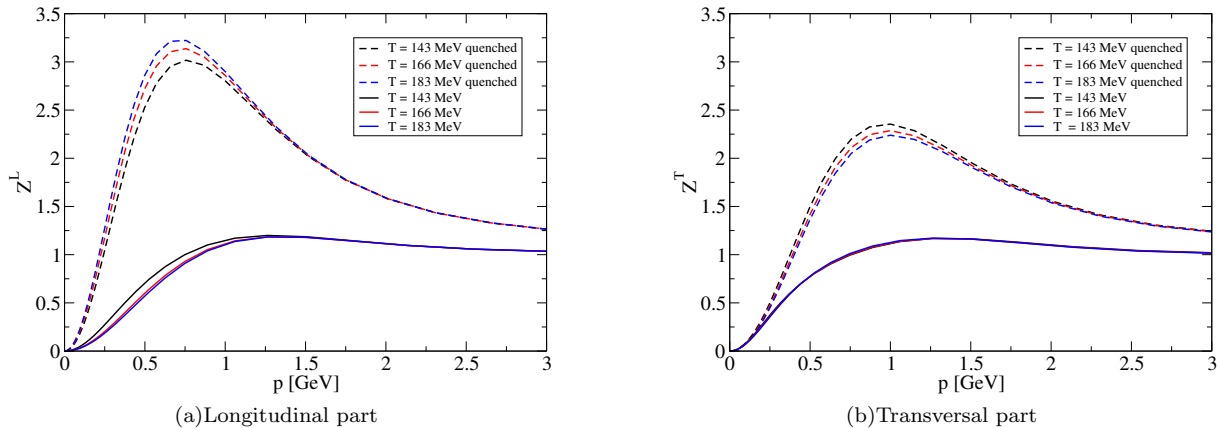 3.5
3
2.5
2
1.5
1
0.5
0
Z^L
T = 143 MeV quenched
T = 166 MeV quenched
T = 183 MeV quenched
T = 143 MeV
T = 166 MeV
T = 183 MeV
0 0.5 1 1.5 2 2.5 3
p [GeV]
(a)Longitudinal part
3.5
3
2.5
2
1.5
1
0.5
0
Z^T
T = 143 MeV quenched
T = 166 MeV quenched
T = 183 MeV quenched
T = 143 MeV
T = 166 MeV
T = 183 MeV
0 0.5 1 1.5 2 2.5 3
p [GeV]
(b)Transversal part